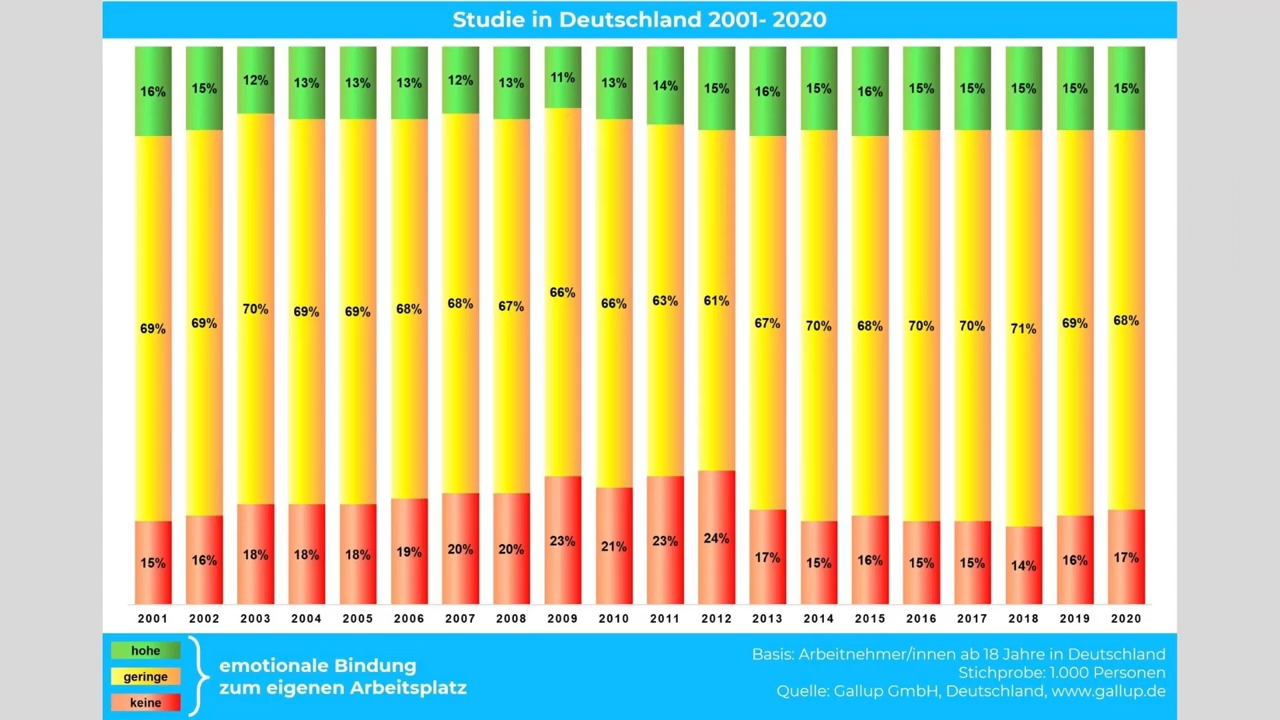 Studie in Deutschland 2001- 2020
16% 15% 12% 13% 13% 13% 12% 13% 11% 13% 14% 15% 16% 15% 16% 15% 15% 15% 15% 15%
69% 69% 70% 69% 69% 68% 68% 67% 66% 66% 63% 61% 67% 70% 68% 70% 70% 71% 69% 68%
15% 16% 18% 18% 18% 19% 20% 20% 23% 21% 23% 24% 17% 15% 16% 15% 15% 14% 16% 17%
2001 2002 2003 2004 2005 2006 2007 2008 2009 2010 2011 2012 2013 2014 2015 2016 2017 2018 2019 2020
hohe
geringe
keine
emotionale Bindung
zum eigenen Arbeitsplatz
Basis: Arbeitnehmer/innen ab 18 Jahre in Deutschland
Stichprobe: 1.000 Personen
Quelle: Gallup GmbH, Deutschland, www.gallup.de